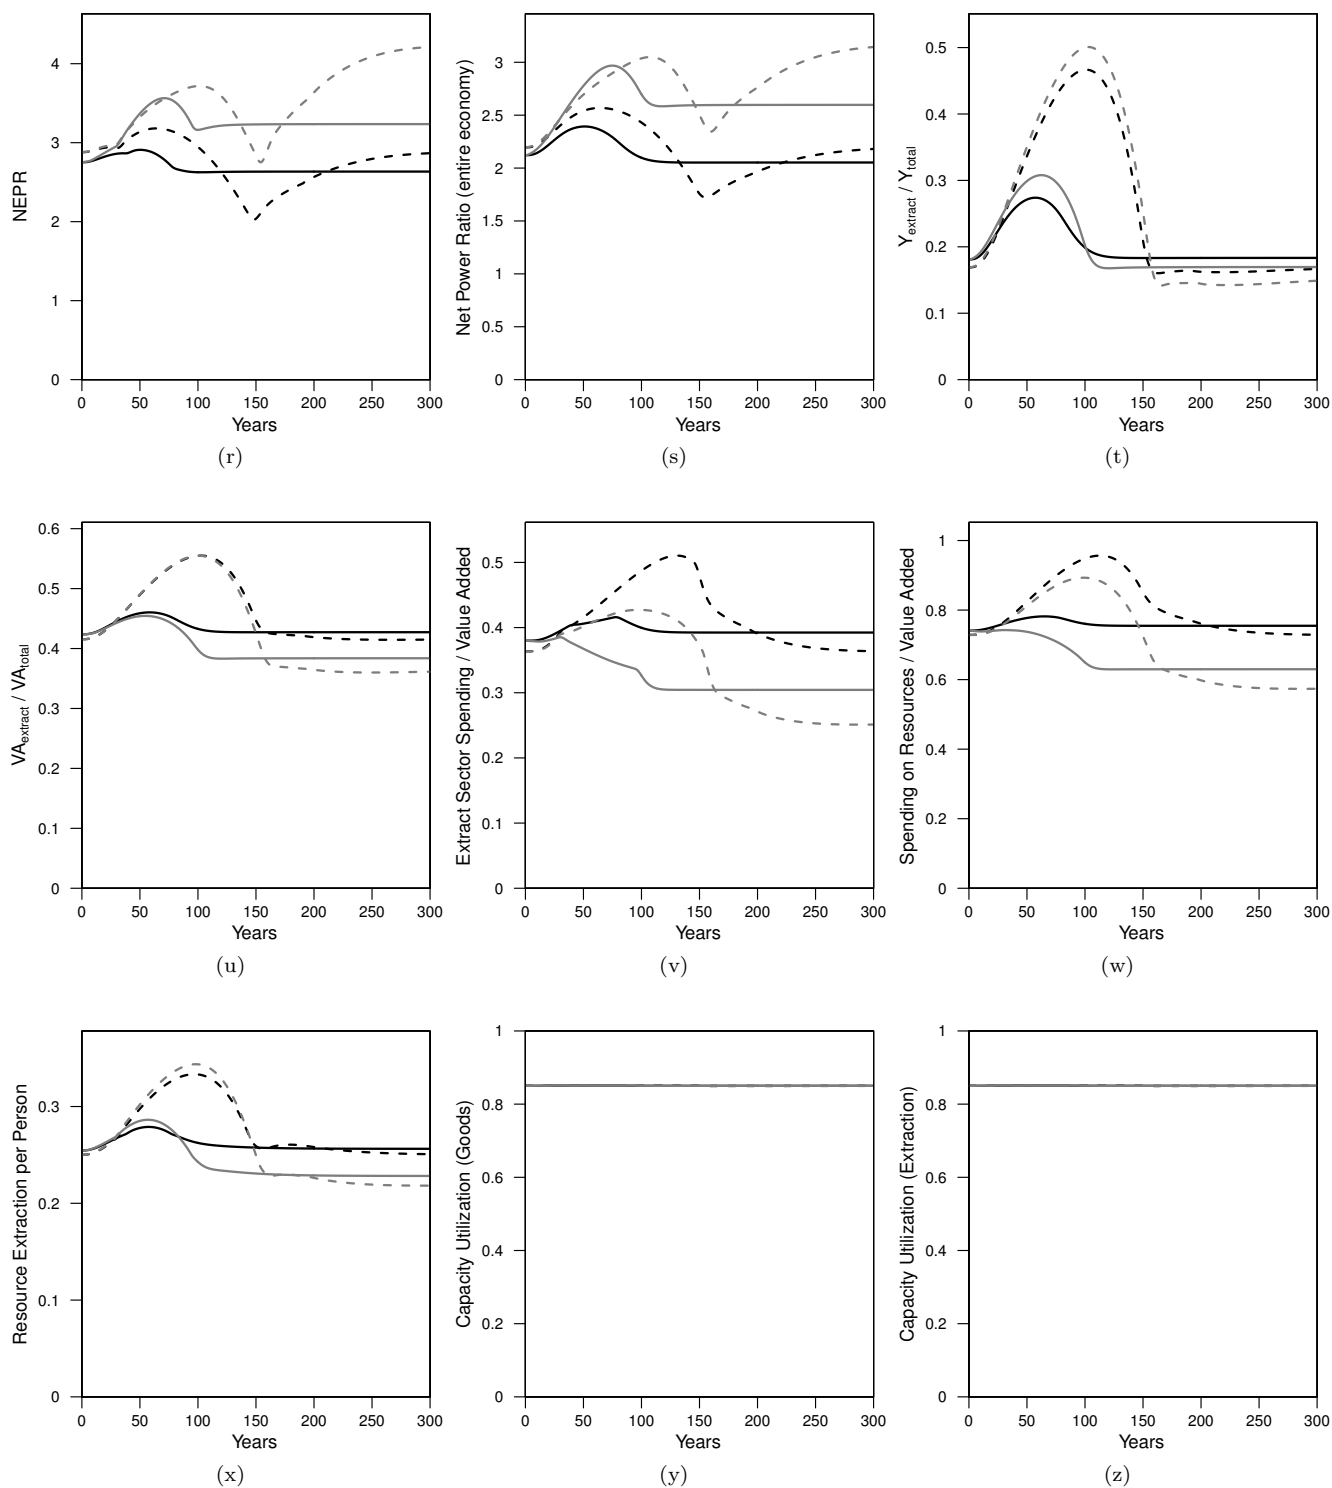 NEPR
4
3
2
1
0
0 50 100 150 200 250 300
Years
(r)
Net Power Ratio (entire economy)
3
2.5
2
1.5
1
0.5
0
0 50 100 150 200 250 300
Years
(s)
Yextract / Ytotal
0.5
0.4
0.3
0.2
0.1
0
0 50 100 150 200 250 300
Years
(t)
VAextract / VAtotal
0.6
0.5
0.4
0.3
0.2
0.1
0
0 50 100 150 200 250 300
Years
(u)
Extract Sector Spending / Value Added
0.5
0.4
0.3
0.2
0.1
0
0 50 100 150 200 250 300
Years
(v)
Spending on Resources / Value Added
1
0.8
0.6
0.4
0.2
0
0 50 100 150 200 250 300
Years
(w)
Resource Extraction per Person
0.3
0.2
0.1
0
0 50 100 150 200 250 300
Years
(x)
Capacity Utilization (Goods)
1
0.8
0.6
0.4
0.2
0
0 50 100 150 200 250 300
Years
(y)
Capacity Utilization (Extraction)
1
0.8
0.6
0.4
0.2
0
0 50 100 150 200 250 300
Years
(z)